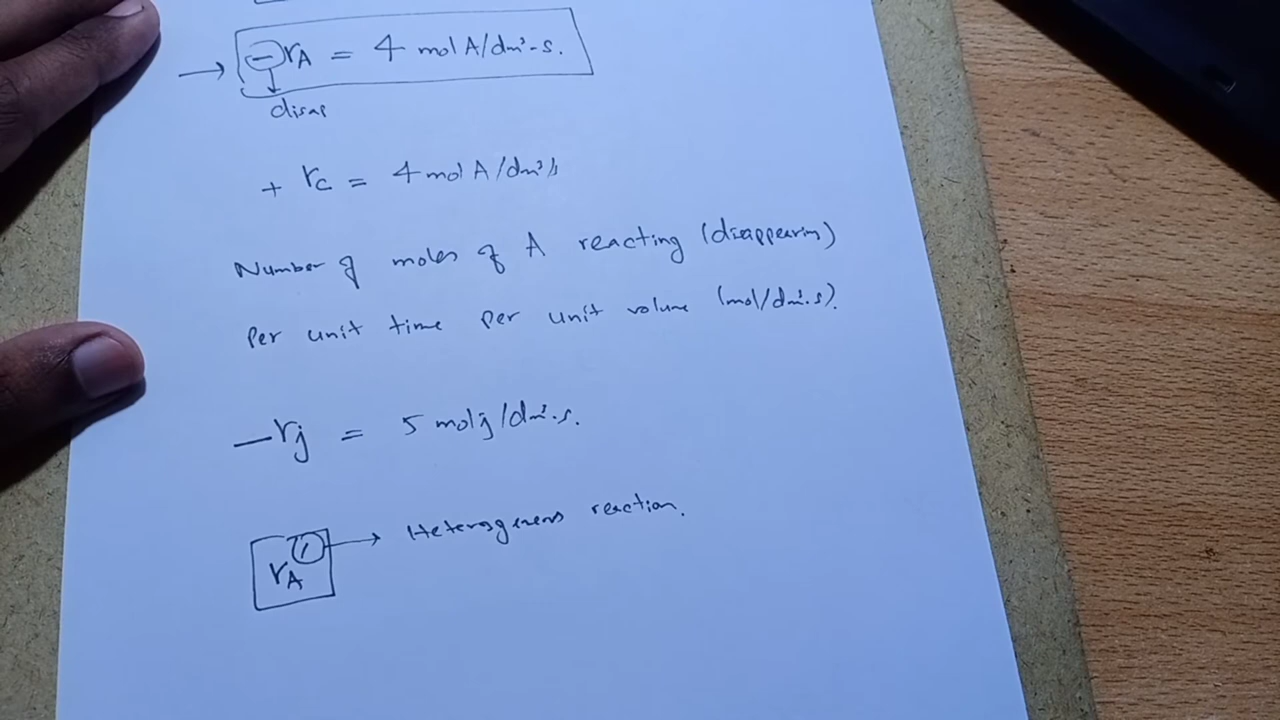 → -rA = 4 mol A/dm³-s.
disap
+ rc = 4 mol A/dm³/s
Number of moles of A reacting (disappearing)
per unit time per unit volume (mol/dm³.s).
-rj = 5 mol j/dm³.s.
rA' → Heterogeneous reaction.